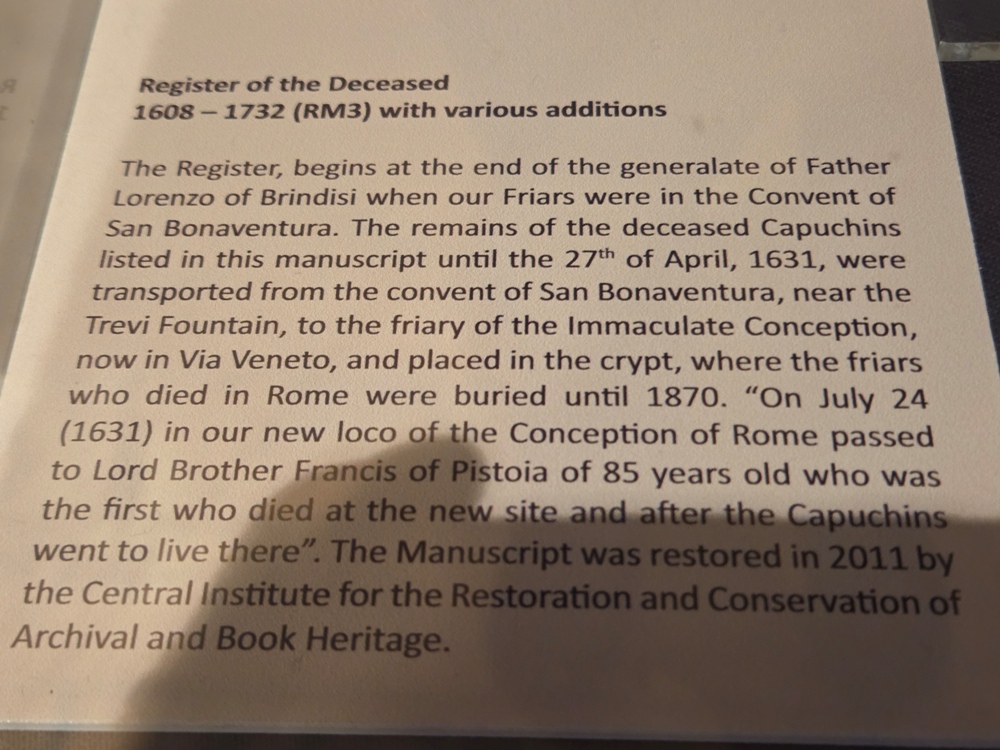 Register of the Deceased
1608 – 1732 (RM3) with various additions
The Register, begins at the end of the generalate of Father
Lorenzo of Brindisi when our Friars were in the Convent of
San Bonaventura. The remains of the deceased Capuchins
listed in this manuscript until the 27th of April, 1631, were
transported from the convent of San Bonaventura, near the
Trevi Fountain, to the friary of the Immaculate Conception,
now in Via Veneto, and placed in the crypt, where the friars
who died in Rome were buried until 1870. “On July 24
(1631) in our new loco of the Conception of Rome passed
to Lord Brother Francis of Pistoia of 85 years old who was
the first who died at the new site and after the Capuchins
went to live there”. The Manuscript was restored in 2011 by
the Central Institute for the Restoration and Conservation of
Archival and Book Heritage.